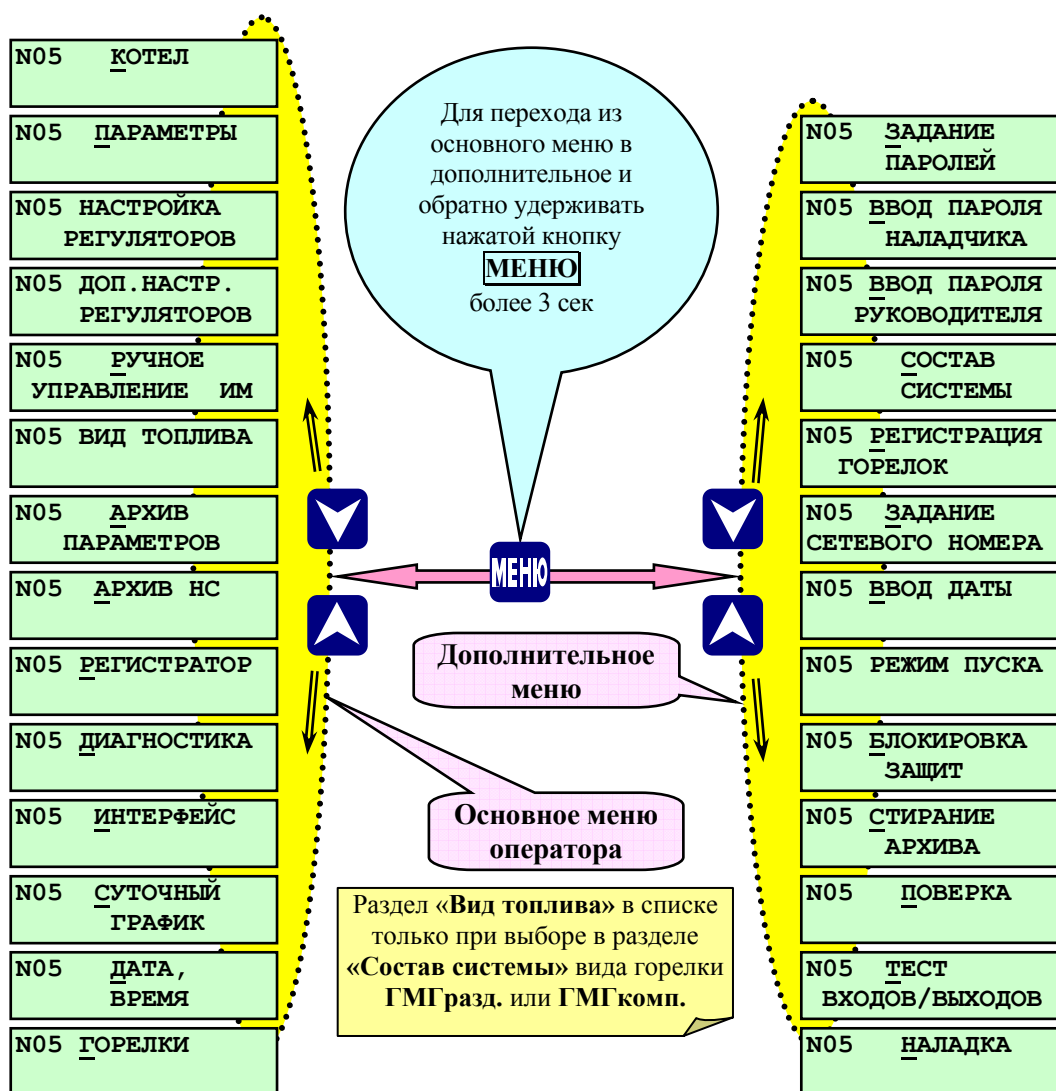 N05 КОТЕЛ
N05 ПАРАМЕТРЫ
N05 НАСТРОЙКА
РЕГУЛЯТОРОВ
N05 ДОП.НАСТР.
РЕГУЛЯТОРОВ
N05 РУЧНОЕ
УПРАВЛЕНИЕ ИМ
N05 ВИД ТОПЛИВА
N05 АРХИВ
ПАРАМЕТРОВ
N05 АРХИВ НС
N05 РЕГИСТРАТОР
N05 ДИАГНОСТИКА
N05 ИНТЕРФЕЙС
N05 СУТОЧНЫЙ
ГРАФИК
N05 ДАТА,
ВРЕМЯ
N05 ГОРЕЛКИ
Для перехода из
основного меню в
дополнительное и
обратно удерживать
нажатой кнопку
МЕНЮ
более 3 сек
МЕНЮ
Дополнительное
меню
Основное меню
оператора
Раздел «Вид топлива» в списке
только при выборе в разделе
«Состав системы» вида горелки
ГМГразд. или ГМГкомп.
N05 ЗАДАНИЕ
ПАРОЛЕЙ
N05 ВВОД ПАРОЛЯ
НАЛАДЧИКА
N05 ВВОД ПАРОЛЯ
РУКОВОДИТЕЛЯ
N05 СОСТАВ
СИСТЕМЫ
N05 РЕГИСТРАЦИЯ
ГОРЕЛОК
N05 ЗАДАНИЕ
СЕТЕВОГО НОМЕРА
N05 ВВОД ДАТЫ
N05 РЕЖИМ ПУСКА
N05 БЛОКИРОВКА
ЗАЩИТ
N05 СТИРАНИЕ
АРХИВА
N05 ПОВЕРКА
N05 ТЕСТ
ВХОДОВ/ВЫХОДОВ
N05 НАЛАДКА